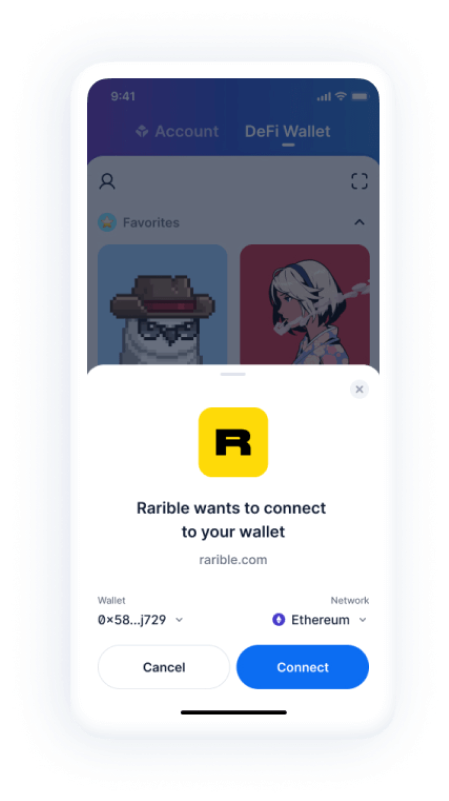 9:41
Account DeFi Wallet
Favorites
R
Rarible wants to connect
to your wallet
rarible.com
Wallet Network
0×58...j729 Ethereum
Cancel Connect